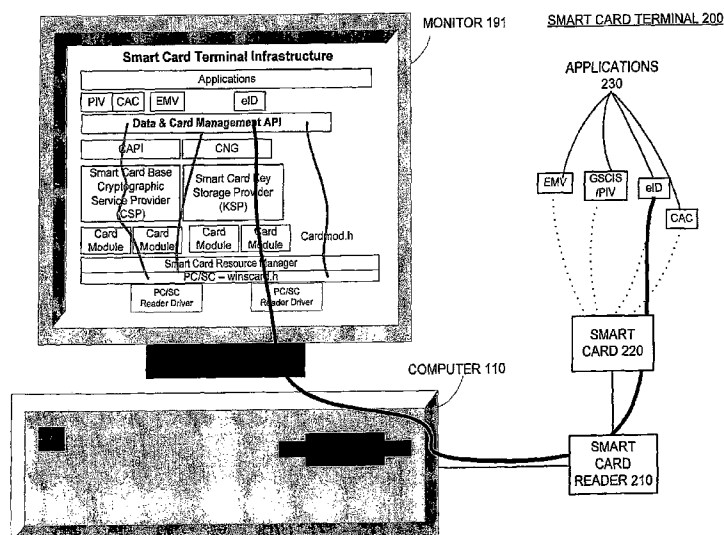 MONITOR 191
SMART CARD TERMINAL 200
Smart Card Terminal Infrastructure
Applications
PIV CAC EMV eID
Data & Card Management API
CAPI CNG
Smart Card Base
Cryptographic
Service Provider
(CSP)
Smart Card Key
Storage Provider
(KSP)
Card
Module
Card
Module
Card
Module
Card
Module
Cardmod.h
Smart Card Resource Manager
PC/SC – winscard.h
PC/SC
Reader Driver
PC/SC
Reader Driver
COMPUTER 110
APPLICATIONS
230
EMV
GSCIS
/PIV
eID
CAC
SMART
CARD 220
SMART
CARD
READER 210